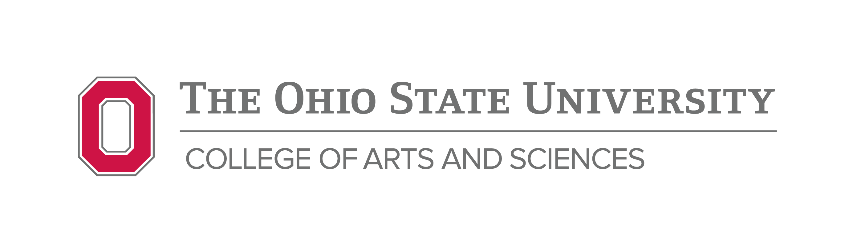 O
THE OHIO STATE UNIVERSITY
COLLEGE OF ARTS AND SCIENCES